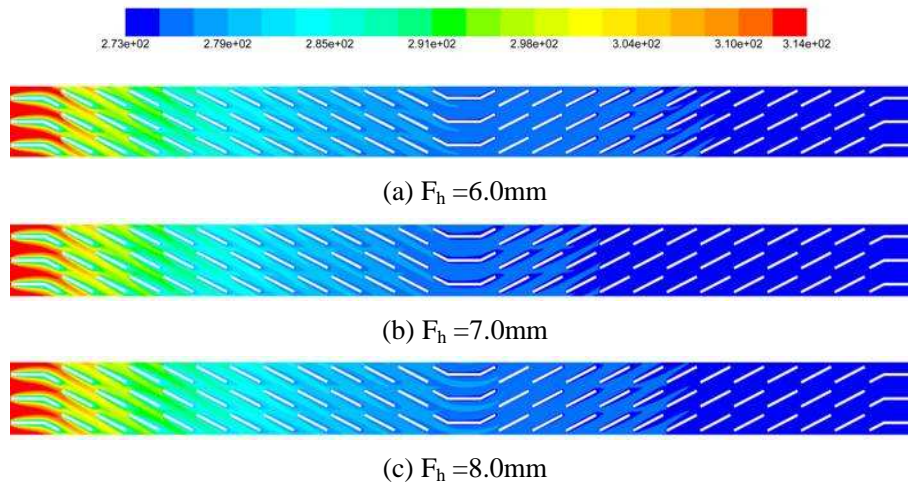 2.73e+02 2.79e+02 2.85e+02 2.91e+02 2.98e+02 3.04e+02 3.10e+02 3.14e+02
(a) Fh =6.0mm
(b) Fh =7.0mm
(c) Fh =8.0mm